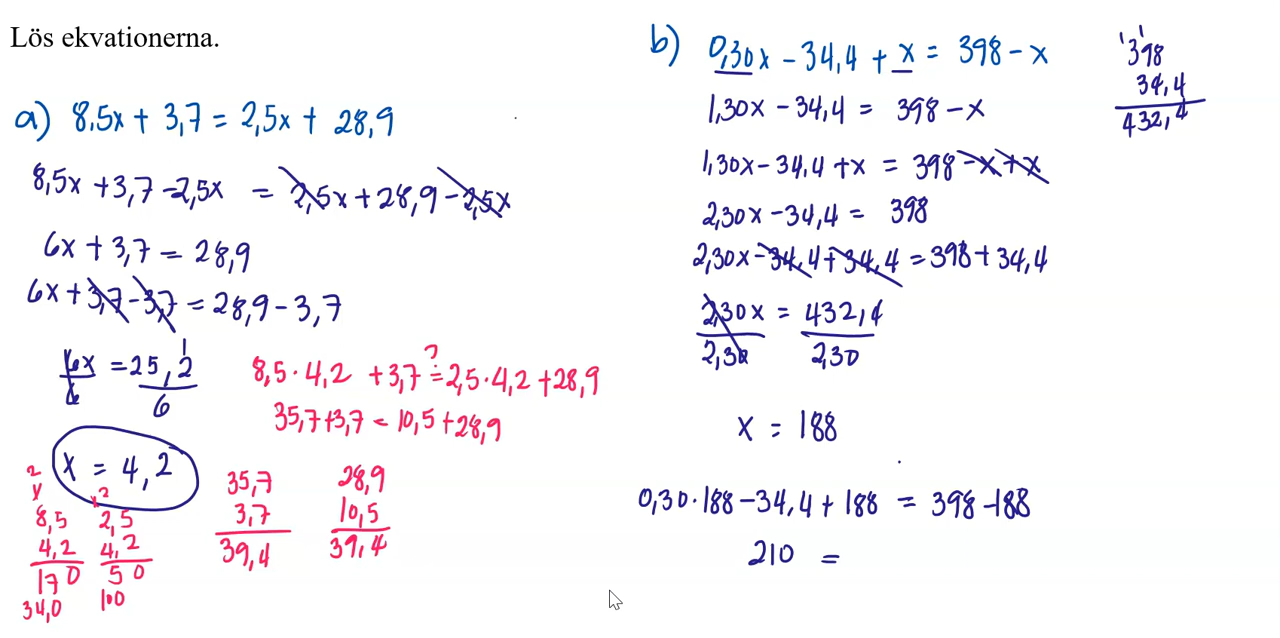 Lös ekvationerna.
a) 8,5x + 3,7 = 2,5x + 28,9
8,5x + 3,7 - 2,5x = 2,5x + 28,9 - 2,5x
6x + 3,7 = 28,9
6x + 3,7 - 3,7 = 28,9 - 3,7
6x/6 = 25,2/6
1
x = 4,2
8,5 · 4,2 + 3,7 ?= 2,5 · 4,2 + 28,9
35,7 + 3,7 = 10,5 + 28,9
2
8,5
4,2
170
34,0
2
2,5
4,2
50
100
35,7
3,7
39,4
28,9
10,5
39,4
b) 0,30x - 34,4 + x = 398 - x
1,30x - 34,4 = 398 - x
1,30x - 34,4 + x = 398 - x + x
2,30x - 34,4 = 398
2,30x - 34,4 + 34,4 = 398 + 34,4
2,30x/2,30 = 432,4/2,30
x = 188
0,30 · 188 - 34,4 + 188 = 398 - 188
210 =
1 1
398
34,4
432,4